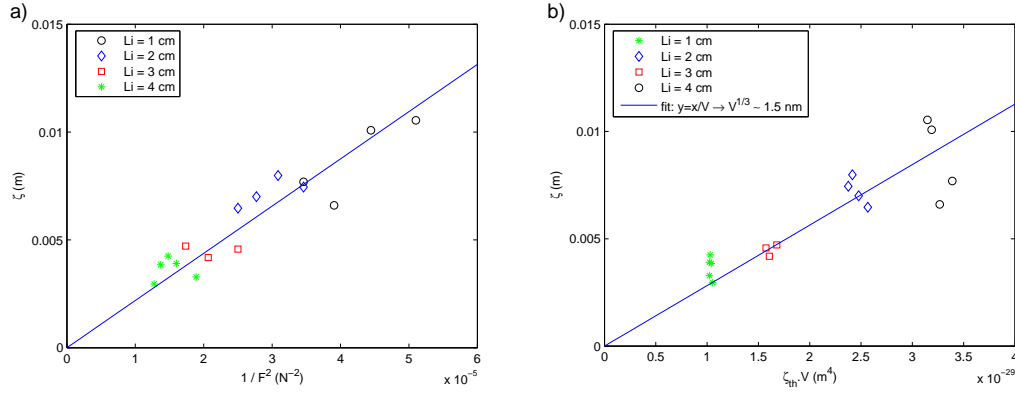 a)
0.015
0.01
0.005
0
ζ (m)
Li = 1 cm
Li = 2 cm
Li = 3 cm
Li = 4 cm
0 1 2 3 4 5 6
x 10⁻⁵
1 / F² (N⁻²)
b)
0.015
0.01
0.005
0
ζ (m)
Li = 1 cm
Li = 2 cm
Li = 3 cm
Li = 4 cm
fit: y=x/V → V^{1/3} ~ 1.5 nm
0 0.5 1 1.5 2 2.5 3 3.5 4
x 10⁻²⁹
ζ_{th}.V (m⁴)